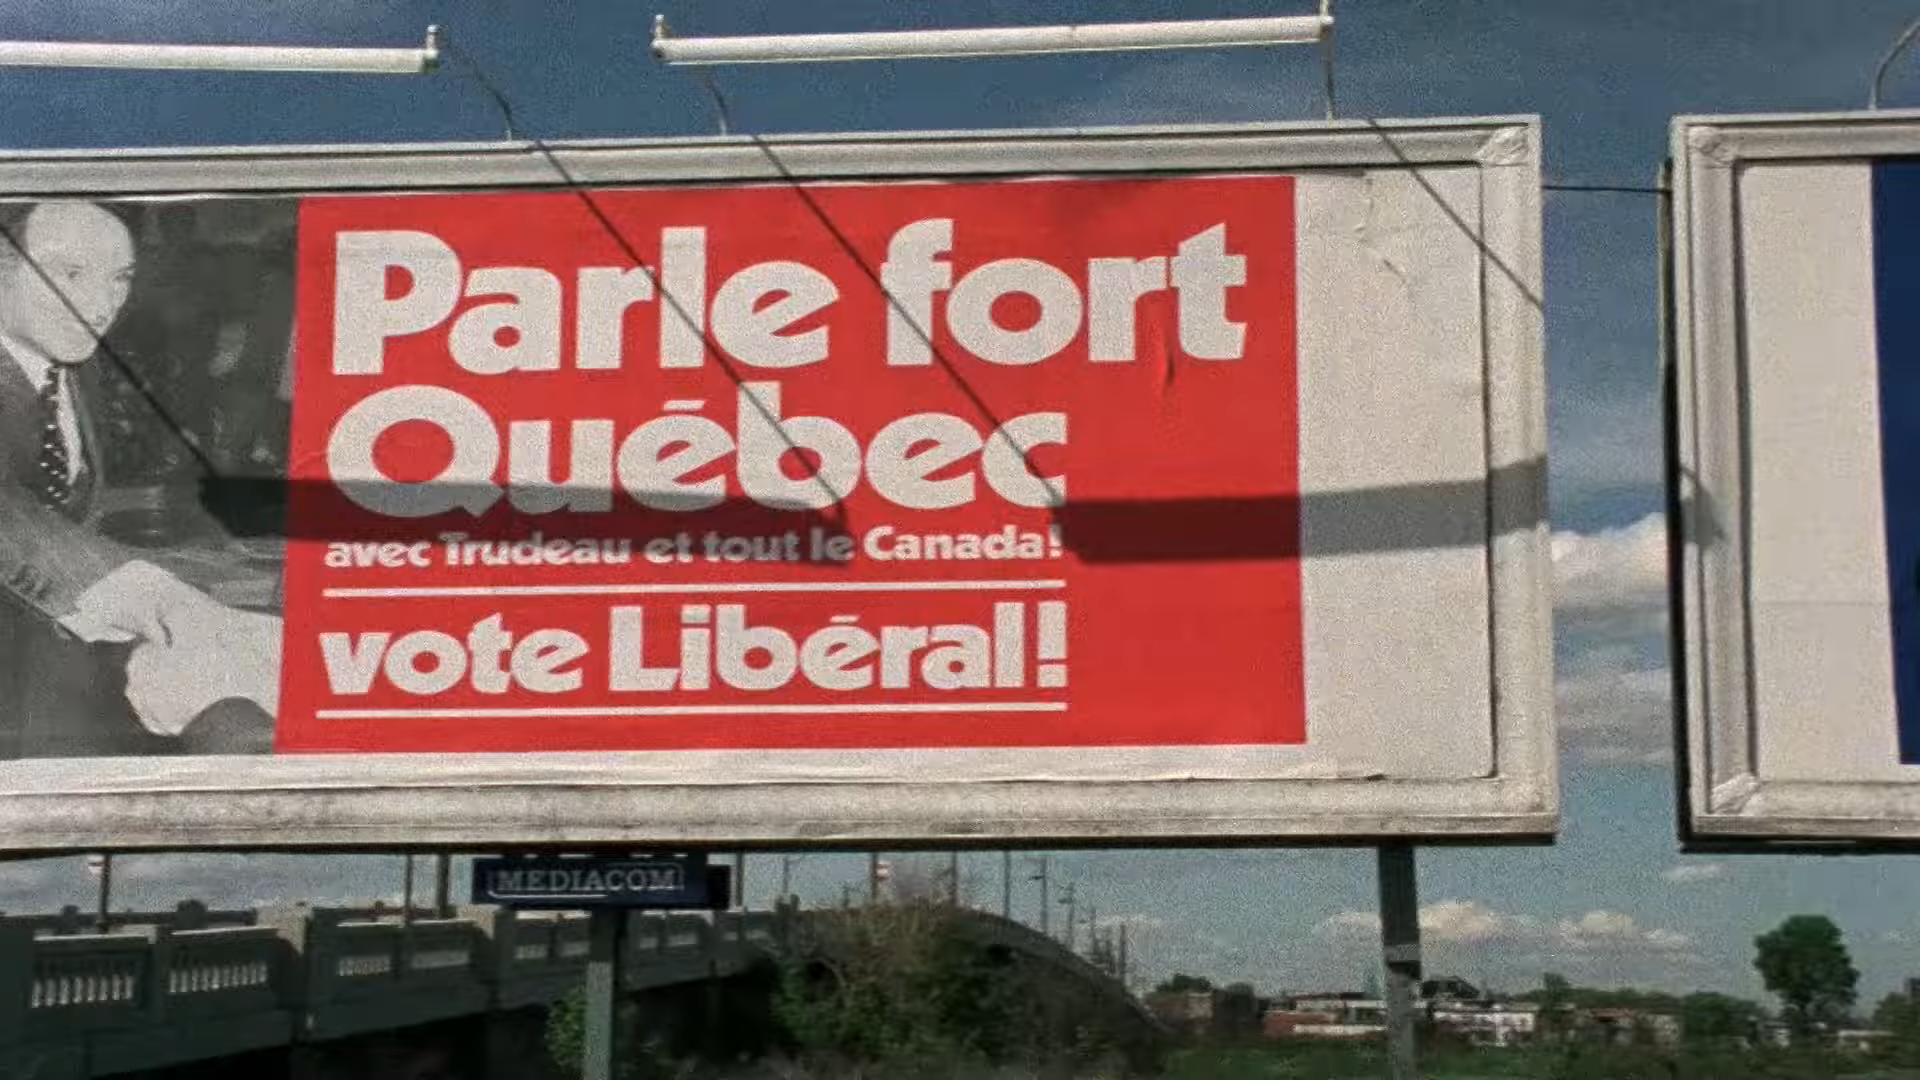 Parle fort
Québec
avec Trudeau et tout le Canada!
vote Libéral!
MEDIACOM